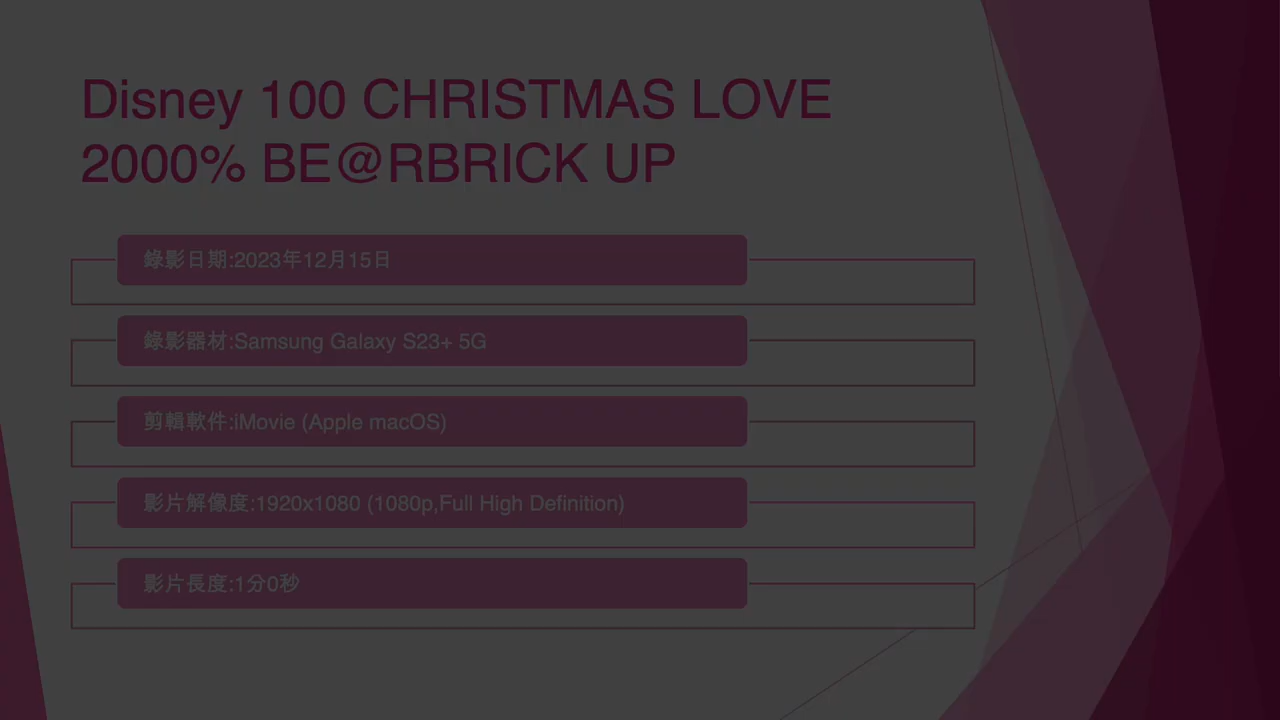 Disney 100 CHRISTMAS LOVE
2000% BE@RBRICK UP
錄影日期:2023年12月15日
錄影器材:Samsung Galaxy S23+ 5G
剪輯軟件:iMovie (Apple macOS)
影片解像度:1920x1080 (1080p,Full High Definition)
影片長度:1分0秒